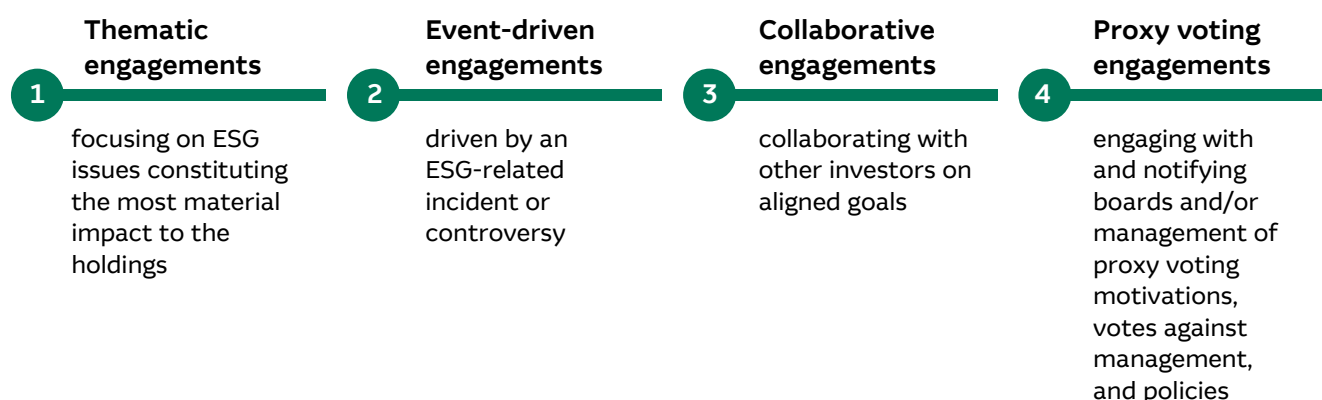 Thematic
engagements
1
focusing on ESG
issues constituting
the most material
impact to the
holdings
Event-driven
engagements
2
driven by an
ESG-related
incident or
controversy
Collaborative
engagements
3
collaborating with
other investors on
aligned goals
Proxy voting
engagements
4
engaging with
and notifying
boards and/or
management of
proxy voting
motivations,
votes against
management,
and policies